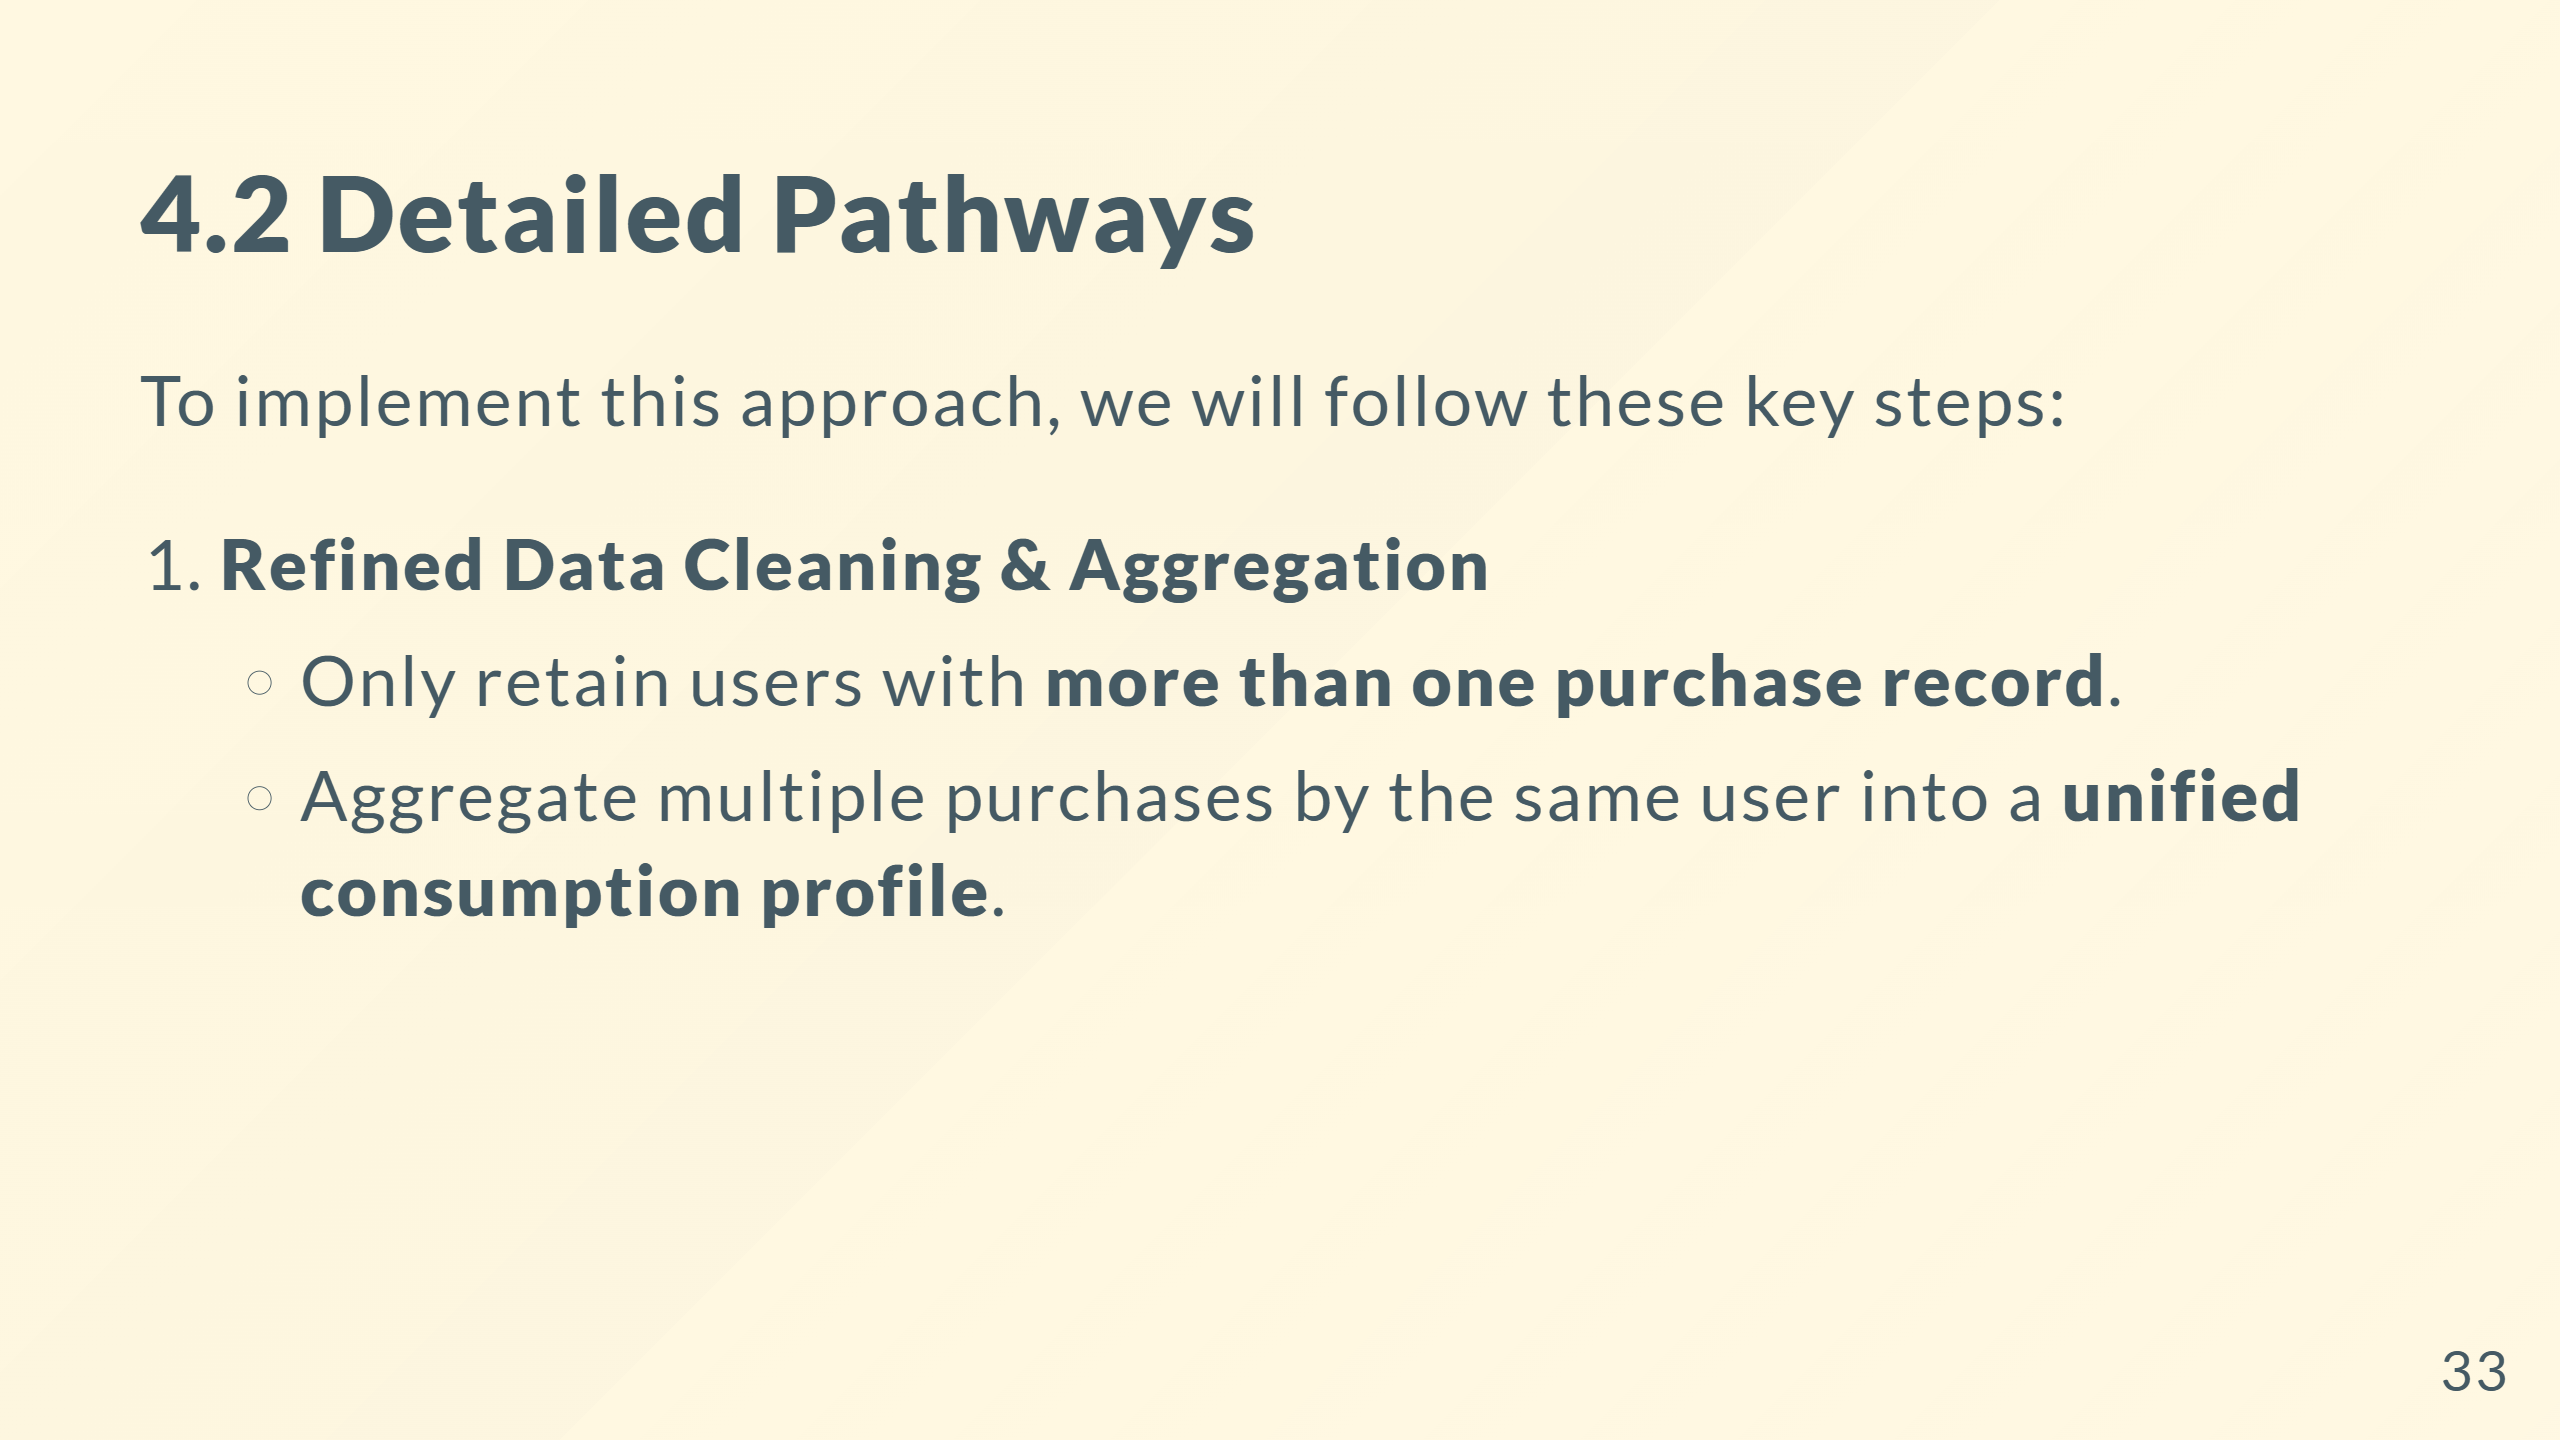 4.2 Detailed Pathways
To implement this approach, we will follow these key steps:
1. Refined Data Cleaning & Aggregation
○ Only retain users with more than one purchase record.
○ Aggregate multiple purchases by the same user into a unified
consumption profile.
33